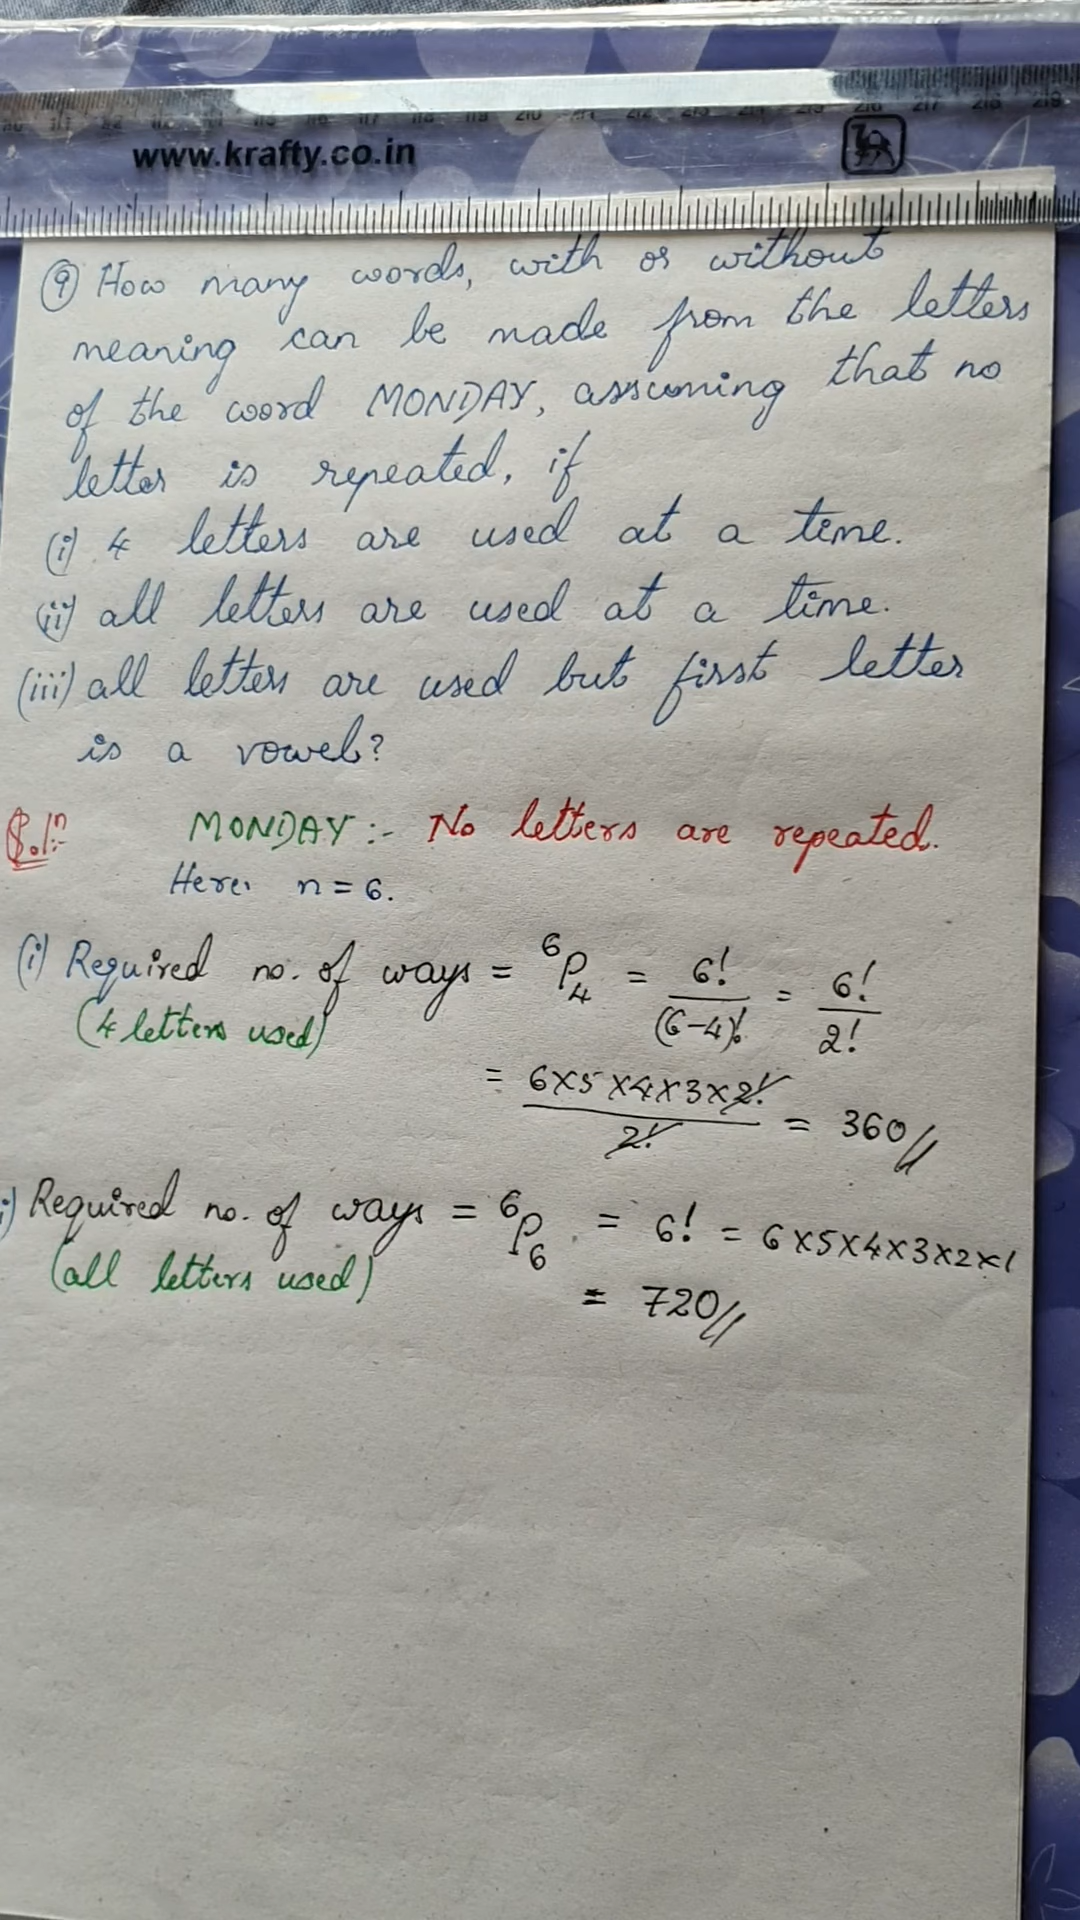 www.krafty.co.in
⑨ How many words, with or without
meaning can be made from the letters
of the word MONDAY, assuming that no
letter is repeated, if
(i) 4 letters are used at a time.
(ii) all letters are used at a time.
(iii) all letters are used but first letter
is a vowel?
Sol.n:- MONDAY :- No letters are repeated.
Here, n = 6.
(i) Required no. of ways = ⁶P₄ = 6!/(6-4)! = 6!/2!
(4 letters used)
= 6×5×4×3×2!/2! = 360//
i) Required no. of ways = ⁶P₆ = 6! = 6×5×4×3×2×1
(all letters used)
= 720//